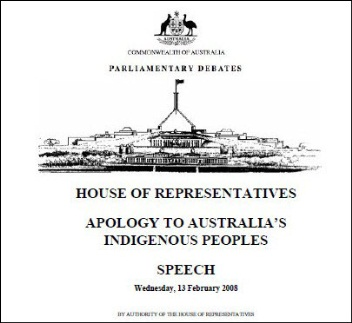 AUSTRALIA
COMMONWEALTH OF AUSTRALIA
PARLIAMENTARY DEBATES
HOUSE OF REPRESENTATIVES
APOLOGY TO AUSTRALIA'S
INDIGENOUS PEOPLES
SPEECH
Wednesday, 13 February 2008
BY AUTHORITY OF THE HOUSE OF REPRESENTATIVES